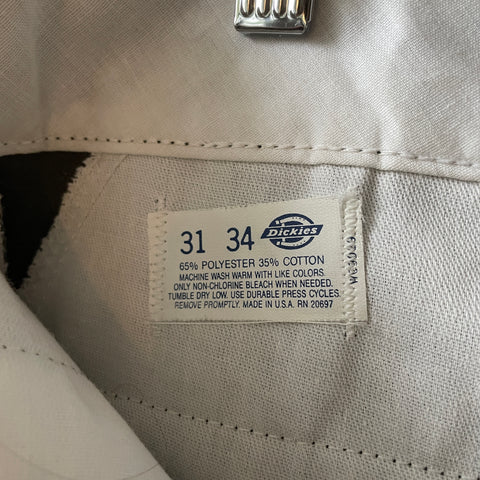 31 34 Dickies
65% POLYESTER 35% COTTON
MACHINE WASH WARM WITH LIKE COLORS.
ONLY NON-CHLORINE BLEACH WHEN NEEDED.
TUMBLE DRY LOW. USE DURABLE PRESS CYCLES.
REMOVE PROMPTLY. MADE IN U.S.A. RN 20697